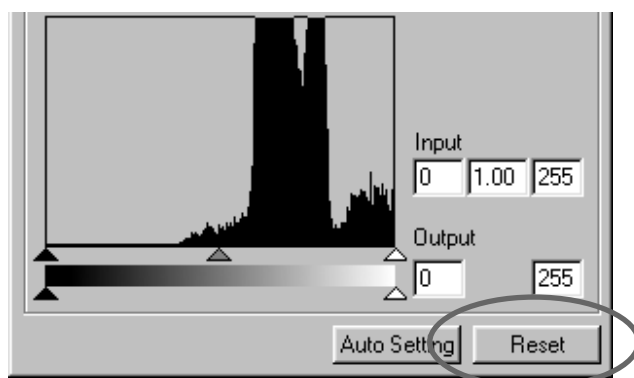 Input
0 1.00 255
Output
0 255
Auto Setting Reset